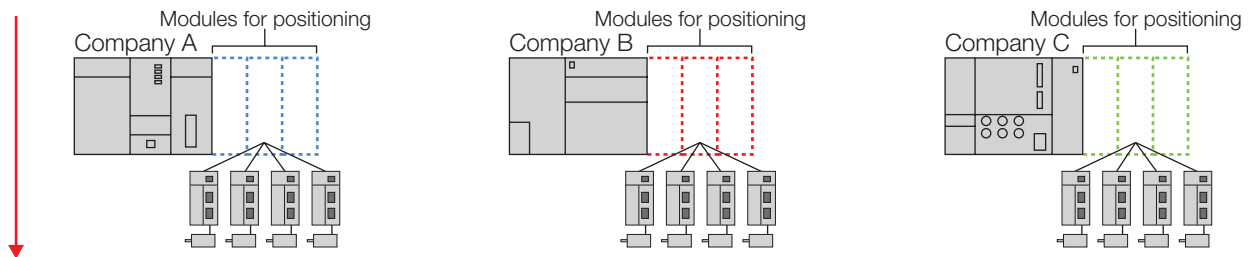 Modules for positioning
Company A
Modules for positioning
Company B
Modules for positioning
Company C